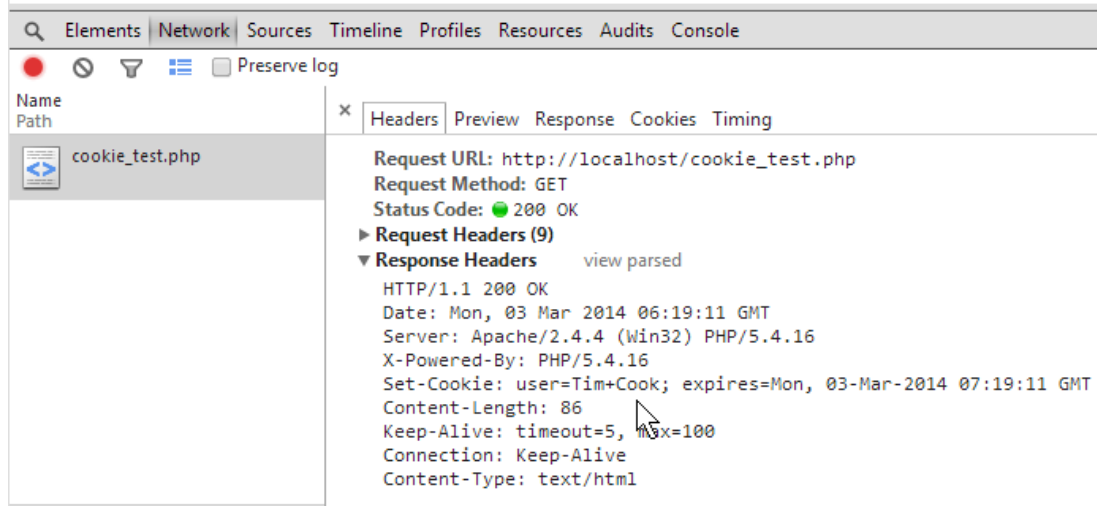 Elements Network Sources Timeline Profiles Resources Audits Console
Preserve log
Name
Path
cookie_test.php
× Headers Preview Response Cookies Timing
Request URL: http://localhost/cookie_test.php
Request Method: GET
Status Code: 200 OK
Request Headers (9)
Response Headers view parsed
HTTP/1.1 200 OK
Date: Mon, 03 Mar 2014 06:19:11 GMT
Server: Apache/2.4.4 (Win32) PHP/5.4.16
X-Powered-By: PHP/5.4.16
Set-Cookie: user=Tim+Cook; expires=Mon, 03-Mar-2014 07:19:11 GMT
Content-Length: 86
Keep-Alive: timeout=5, max=100
Connection: Keep-Alive
Content-Type: text/html